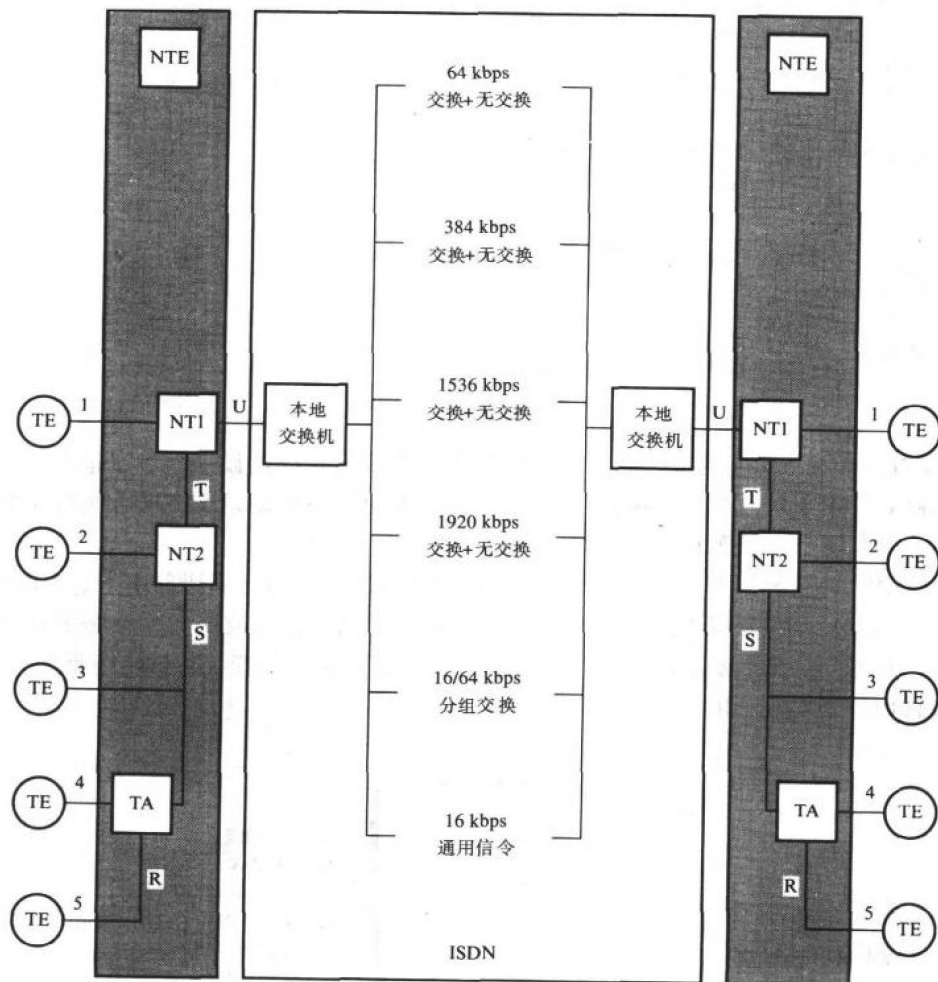 NTE
NTE
64 kbps
交换+无交换
384 kbps
交换+无交换
1536 kbps
交换+无交换
TE
1
NT1
U
本地
交换机
本地
交换机
U
NT1
1
TE
T
T
1920 kbps
交换+无交换
TE
2
NT2
NT2
2
TE
S
S
TE
3
16/64 kbps
分组交换
3
TE
TE
4
TA
TA
4
TE
16 kbps
通用信令
R
R
TE
5
5
TE
ISDN